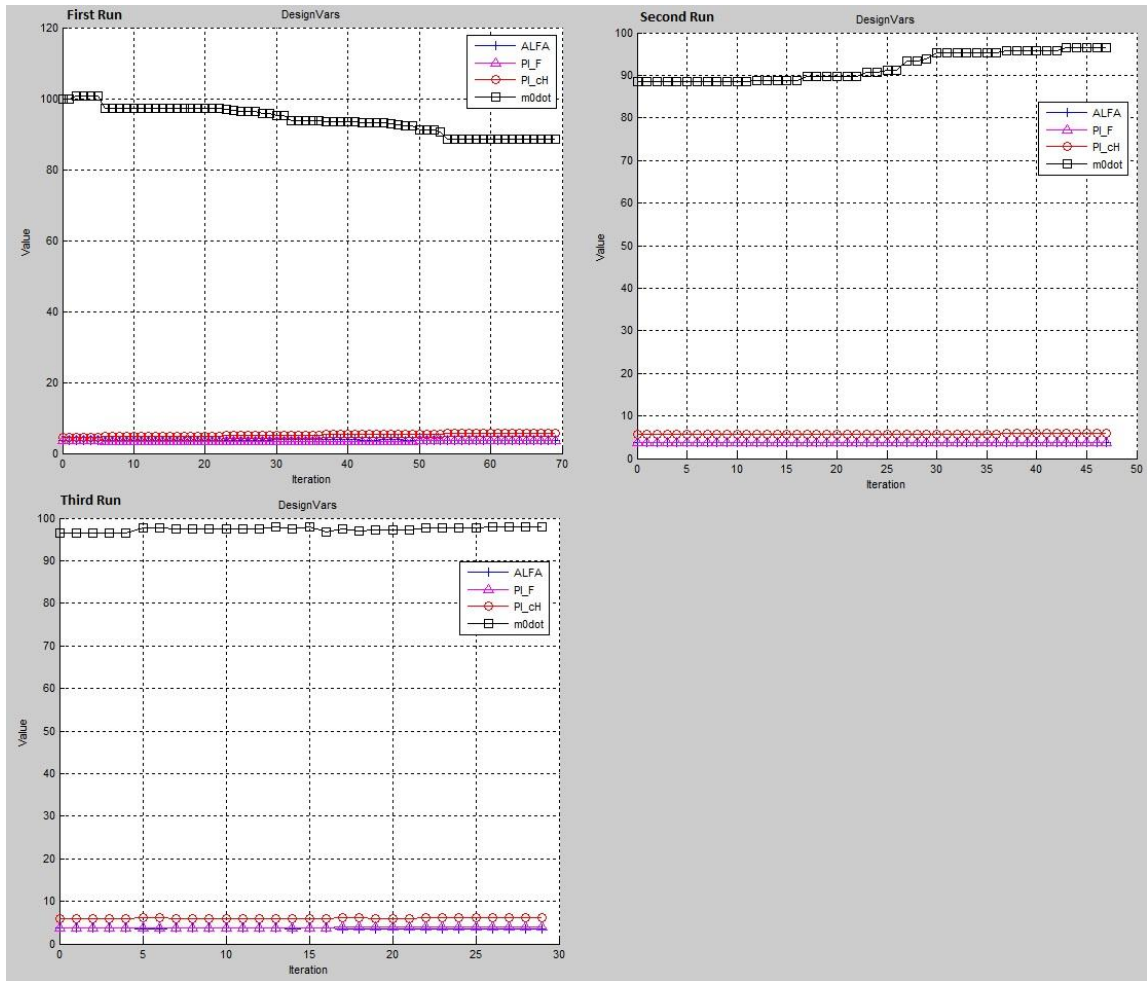 First Run
DesignVars
120
100
80
60
40
20
0
Value
ALFA
PI_F
PI_cH
m0dot
0 10 20 30 40 50 60 70
Iteration
Second Run
DesignVars
100
90
80
70
60
50
40
30
20
10
0
Value
ALFA
PI_F
PI_cH
m0dot
0 5 10 15 20 25 30 35 40 45 50
Iteration
Third Run
DesignVars
100
90
80
70
60
50
40
30
20
10
0
Value
ALFA
PI_F
PI_cH
m0dot
0 5 10 15 20 25 30
Iteration